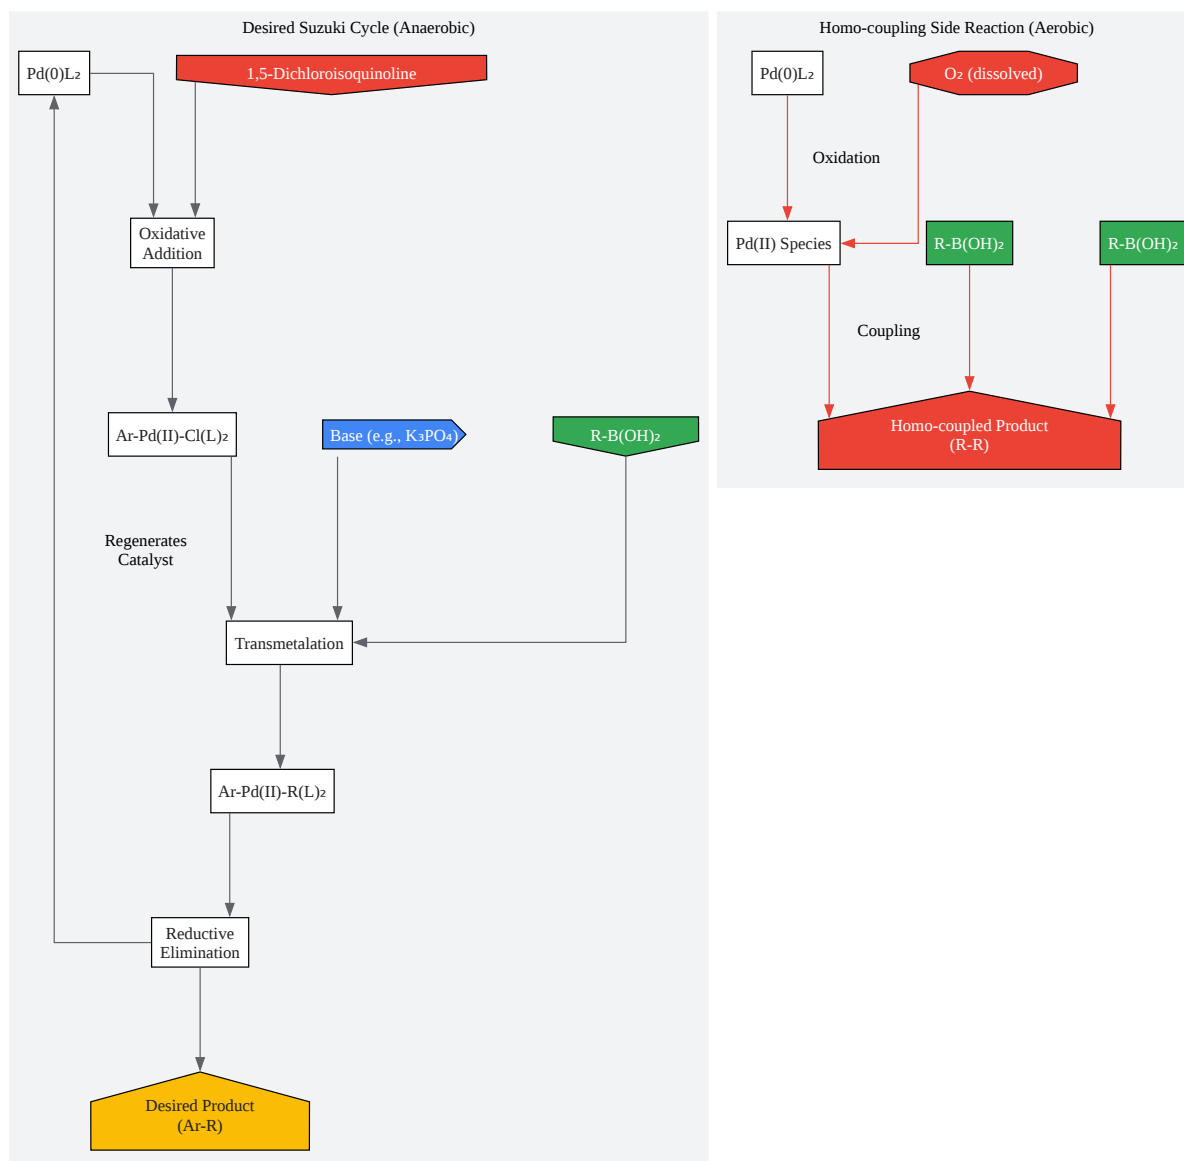 Desired Suzuki Cycle (Anaerobic)
Pd(0)L₂
1,5-Dichloroisoquinoline
Oxidative
Addition
Ar-Pd(II)-Cl(L)₂
Base (e.g., K₃PO₄)
R-B(OH)₂
Regenerates
Catalyst
Transmetalation
Ar-Pd(II)-R(L)₂
Reductive
Elimination
Desired Product
(Ar-R)
Homo-coupling Side Reaction (Aerobic)
Pd(0)L₂
O₂ (dissolved)
Oxidation
Pd(II) Species
R-B(OH)₂
R-B(OH)₂
Coupling
Homo-coupled Product
(R-R)